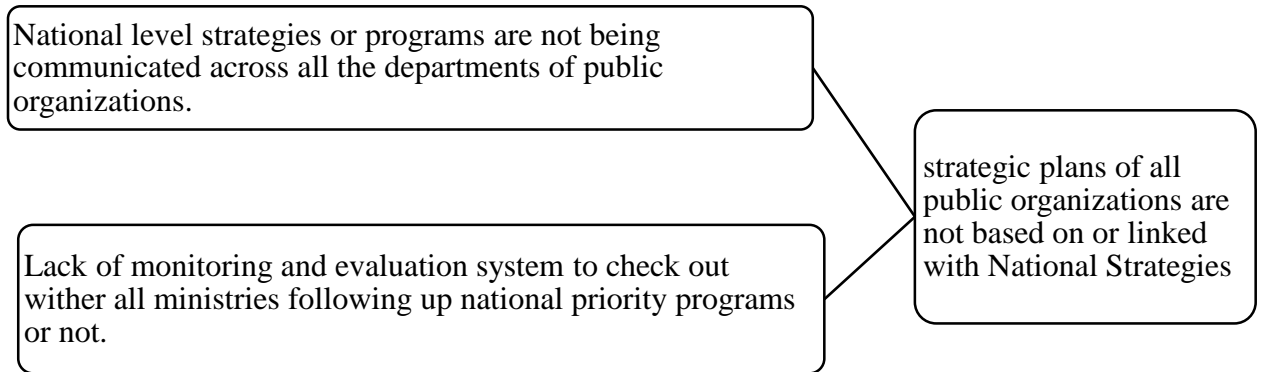 National level strategies or programs are not being
communicated across all the departments of public
organizations.
strategic plans of all
public organizations are
not based on or linked
with National Strategies
Lack of monitoring and evaluation system to check out
wither all ministries following up national priority programs
or not.